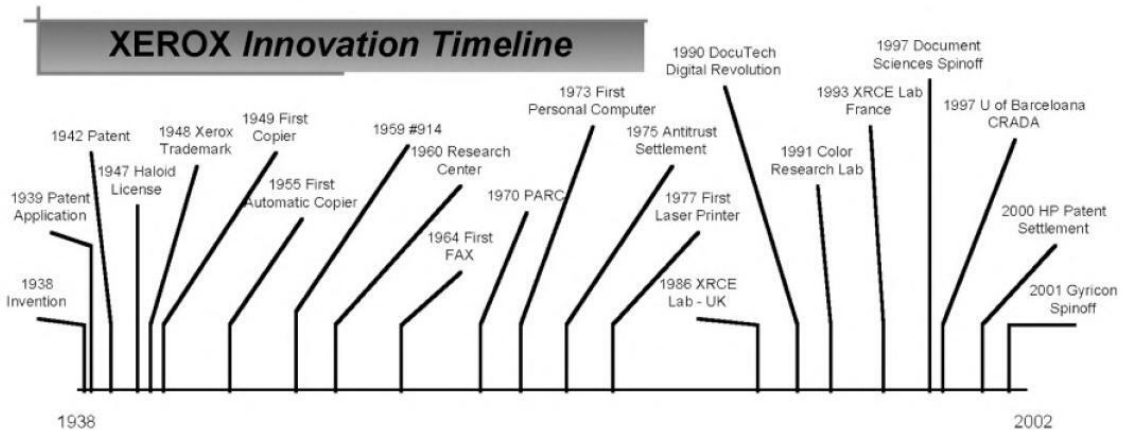 XEROX Innovation Timeline
1938
Invention
1939 Patent
Application
1942 Patent
1947 Haloid
License
1948 Xerox
Trademark
1949 First
Copier
1955 First
Automatic Copier
1959 #914
1960 Research
Center
1964 First
FAX
1970 PARC
1973 First
Personal Computer
1975 Antitrust
Settlement
1977 First
Laser Printer
1986 XRCE
Lab - UK
1990 DocuTech
Digital Revolution
1991 Color
Research Lab
1993 XRCE Lab
France
1997 Document
Sciences Spinoff
1997 U of Barceloana
CRADA
2000 HP Patent
Settlement
2001 Gyricon
Spinoff
1938
2002